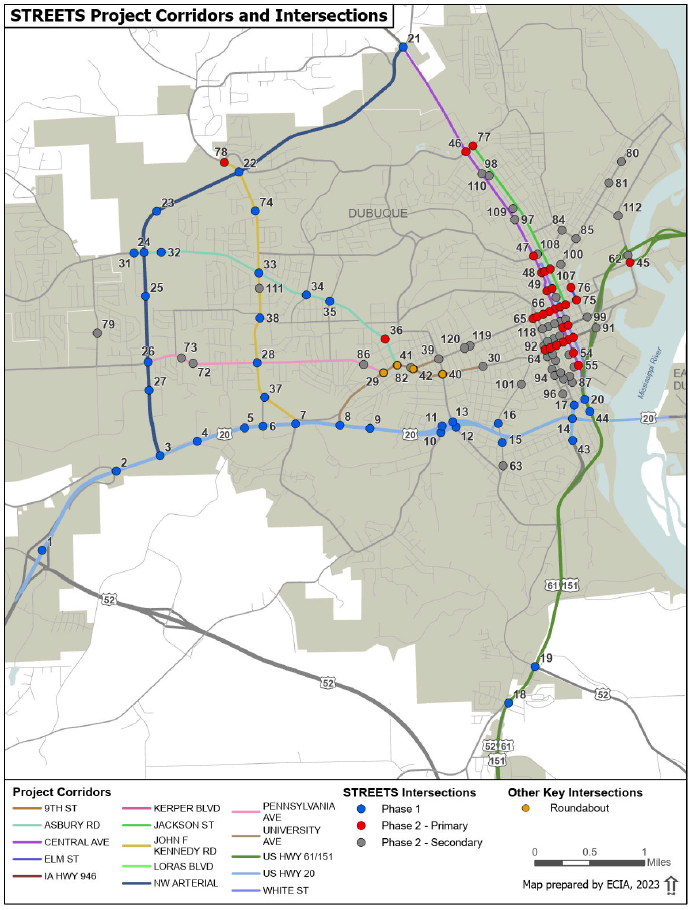 STREETS Project Corridors and Intersections
21
77
46
98
110
80
81
78
22
74
23
109
97
112
DUBUQUE
84
85
24
31
32
47
108
100
62
45
33
111
48
107
25
34
35
49
76
66
75
38
65
99
79
36
118
91
26
73
72
28
86
41
39
120
119
92
64
54
29
82
42
40
30
55
27
37
101
94
87
96
Mississippi River
5
6
7
8
9
11
13
16
17
20
EA
DU
4
20
20
10
12
15
14
44
20
3
43
2
63
1
52
61 151
52
19
52
18
52 61
151
Project Corridors
9TH ST
ASBURY RD
CENTRAL AVE
ELM ST
IA HWY 946
KERPER BLVD
JACKSON ST
JOHN F
KENNEDY RD
LORAS BLVD
NW ARTERIAL
PENNSYLVANIA
AVE
UNIVERSITY
AVE
US HWY 61/151
US HWY 20
WHITE ST
STREETS Intersections
Phase 1
Phase 2 - Primary
Phase 2 - Secondary
Other Key Intersections
Roundabout
0 0.5 1
Miles
Map prepared by ECIA, 2023